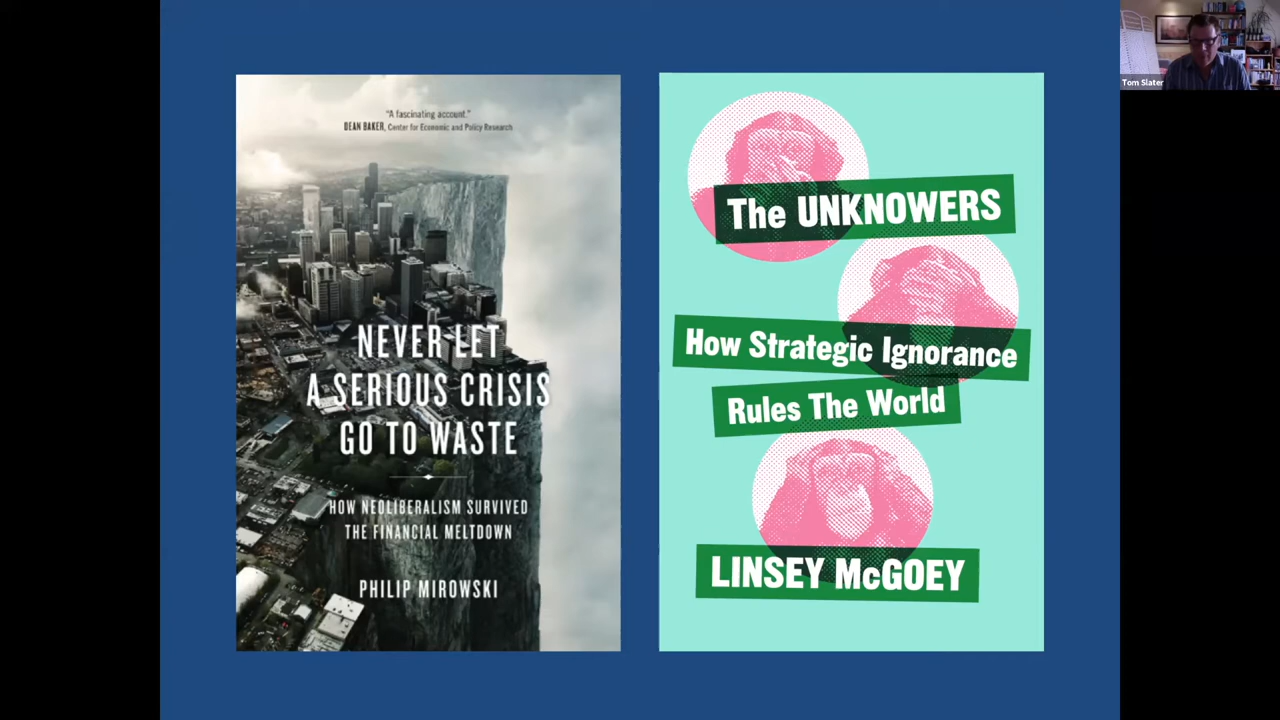 "A fascinating account."
DEAN BAKER, Center for Economic and Policy Research
NEVER LET
A SERIOUS CRISIS
GO TO WASTE
HOW NEOLIBERALISM SURVIVED
THE FINANCIAL MELTDOWN
PHILIP MIROWSKI
The UNKNOWERS
How Strategic Ignorance
Rules The World
LINSEY McGOEY
Tom Slater